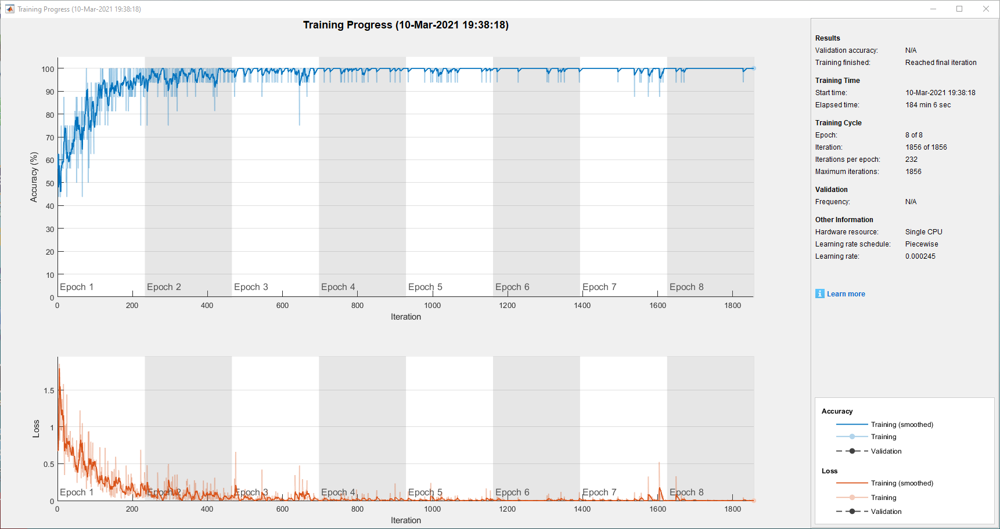 Training Progress (10-Mar-2021 19:38:18)
Training Progress (10-Mar-2021 19:38:18)
100
90
80
70
60
50
40
30
20
10
0
Accuracy (%)
Epoch 1 Epoch 2 Epoch 3 Epoch 4 Epoch 5 Epoch 6 Epoch 7 Epoch 8
0 200 400 600 800 1000 1200 1400 1600 1800
Iteration
1.5
1
0.5
0
Loss
Epoch 1 Epoch 2 Epoch 3 Epoch 4 Epoch 5 Epoch 6 Epoch 7 Epoch 8
0 200 400 600 800 1000 1200 1400 1600 1800
Iteration
Results
Validation accuracy: N/A
Training finished: Reached final iteration
Training Time
Start time: 10-Mar-2021 19:38:18
Elapsed time: 184 min 6 sec
Training Cycle
Epoch: 8 of 8
Iteration: 1856 of 1856
Iterations per epoch: 232
Maximum iterations: 1856
Validation
Frequency: N/A
Other Information
Hardware resource: Single CPU
Learning rate schedule: Piecewise
Learning rate: 0.000245
i Learn more
Accuracy
Training (smoothed)
Training
Validation
Loss
Training (smoothed)
Training
Validation